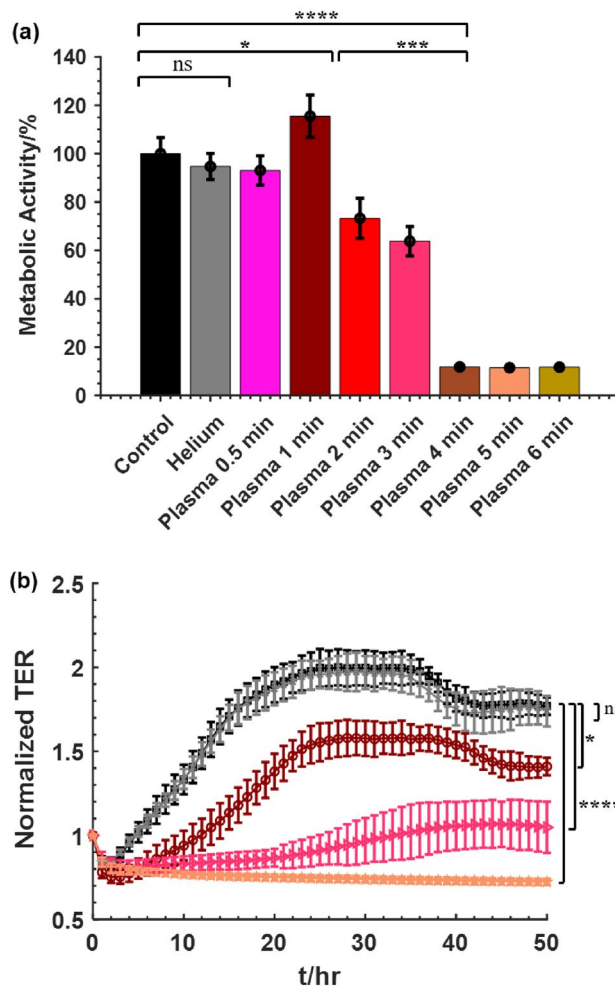 (a)
****
*
***
ns
Metabolic Activity/%
140
120
100
80
60
40
20
0
Control
Helium
Plasma 0.5 min
Plasma 1 min
Plasma 2 min
Plasma 3 min
Plasma 4 min
Plasma 5 min
Plasma 6 min
(b)
Normalized TER
2.5
2
1.5
1
0.5
n
*
****
0
10
20
30
40
50
t/hr